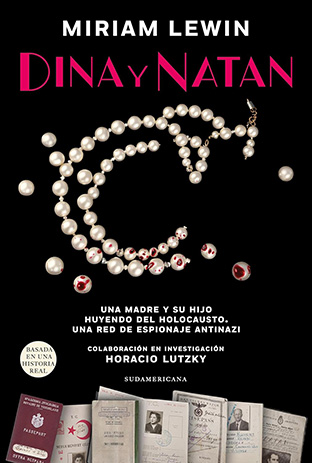 MIRIAM LEWIN
DINA Y NATAN
UNA MADRE Y SU HIJO
HUYENDO DEL HOLOCAUSTO.
UNA RED DE ESPIONAJE ANTINAZI
COLABORACIÓN EN INVESTIGACIÓN
HORACIO LUTZKY
BASADA
EN UNA
HISTORIA
REAL
SUDAMERICANA
PASSEPORT